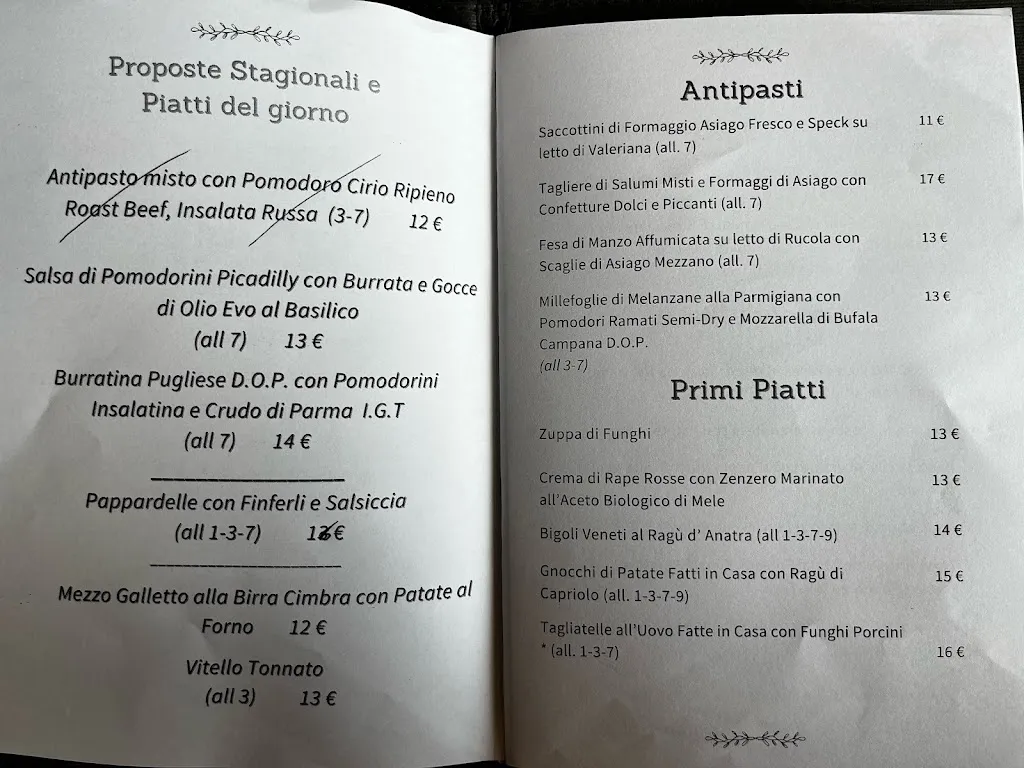 Proposte Stagionali e
Piatti del giorno
Antipasto misto con Pomodoro Cirio Ripieno
Roast Beef, Insalata Russa (3-7) 12 €
Salsa di Pomodorini Picadilly con Burrata e Gocce
di Olio Evo al Basilico
(all 7) 13 €
Burratina Pugliese D.O.P. con Pomodorini
Insalatina e Crudo di Parma I.G.T
(all 7) 14 €
Pappardelle con Finferli e Salsiccia
(all 1-3-7) €
Mezzo Galletto alla Birra Cimbra con Patate al
Forno 12 €
Vitello Tonnato
(all 3) 13 €
Antipasti
Saccottini di Formaggio Asiago Fresco e Speck su 11 €
letto di Valeriana (all. 7)
Tagliere di Salumi Misti e Formaggi di Asiago con 17 €
Confetture Dolci e Piccanti (all. 7)
Fesa di Manzo Affumicata su letto di Rucola con 13 €
Scaglie di Asiago Mezzano (all. 7)
Millefoglie di Melanzane alla Parmigiana con 13 €
Pomodori Ramati Semi-Dry e Mozzarella di Bufala
Campana D.O.P.
(all 3-7)
Primi Piatti
Zuppa di Funghi 13 €
Crema di Rape Rosse con Zenzero Marinato 13 €
all'Aceto Biologico di Mele
Bigoli Veneti al Ragù d' Anatra (all 1-3-7-9) 14 €
Gnocchi di Patate Fatti in Casa con Ragù di 15 €
Capriolo (all. 1-3-7-9)
Tagliatelle all'Uovo Fatte in Casa con Funghi Porcini
* (all. 1-3-7) 16 €